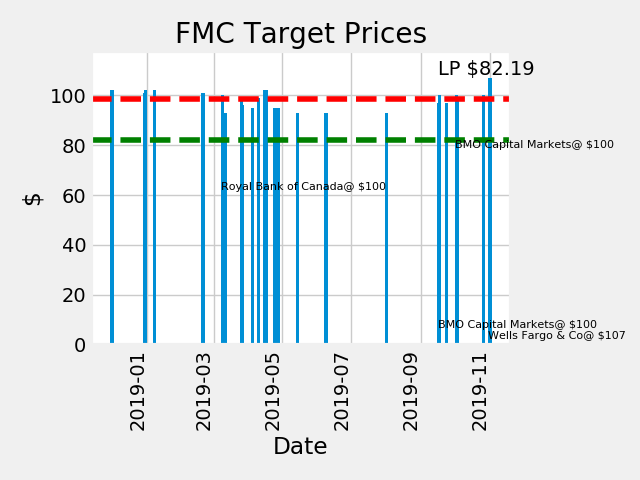 FMC Target Prices
LP $82.19
100
BMO Capital Markets@ $100
80
Royal Bank of Canada@ $100
60
$
40
20
BMO Capital Markets@ $100
Wells Fargo & Co@ $107
0
2019-01
2019-03
2019-05
2019-07
2019-09
2019-11
Date